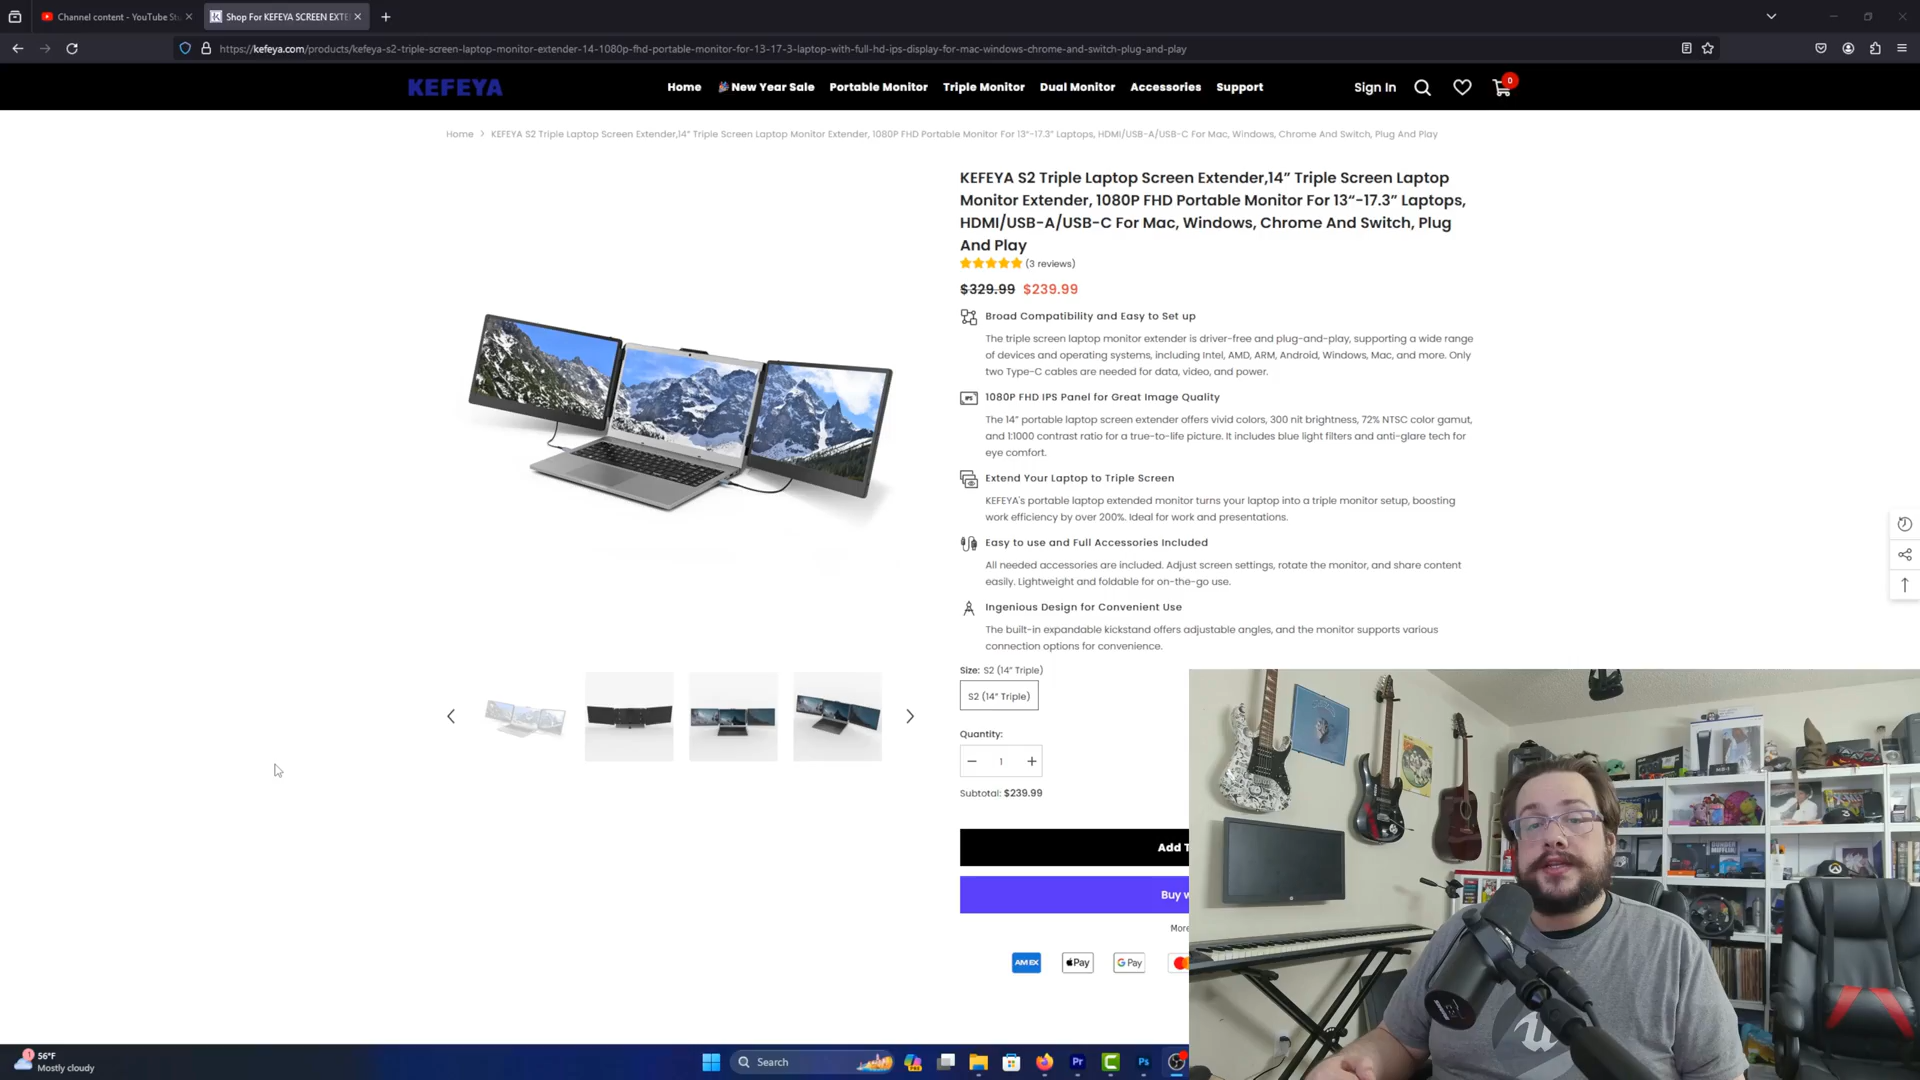 Channel content - YouTube St
Shop For KEFEYA SCREEN EXTE
https://kefeya.com/products/kefeya-s2-triple-screen-laptop-monitor-extender-14-1080p-fhd-portable-monitor-for-13-17-3-laptop-with-full-hd-ips-display-for-mac-windows-chrome-and-switch-plug-and-play
KEFEYA
Home
New Year Sale
Portable Monitor
Triple Monitor
Dual Monitor
Accessories
Support
Sign In
0
Home > KEFEYA S2 Triple Laptop Screen Extender,14” Triple Screen Laptop Monitor Extender, 1080P FHD Portable Monitor For 13“-17.3” Laptops, HDMI/USB-A/USB-C For Mac, Windows, Chrome And Switch, Plug And Play
KEFEYA S2 Triple Laptop Screen Extender,14” Triple Screen Laptop
Monitor Extender, 1080P FHD Portable Monitor For 13“-17.3” Laptops,
HDMI/USB-A/USB-C For Mac, Windows, Chrome And Switch, Plug
And Play
(3 reviews)
$329.99 $239.99
Broad Compatibility and Easy to Set up
The triple screen laptop monitor extender is driver-free and plug-and-play, supporting a wide range
of devices and operating systems, including Intel, AMD, ARM, Android, Windows, Mac, and more. Only
two Type-C cables are needed for data, video, and power.
IPS
1080P FHD IPS Panel for Great Image Quality
The 14” portable laptop screen extender offers vivid colors, 300 nit brightness, 72% NTSC color gamut,
and 1:1000 contrast ratio for a true-to-life picture. It includes blue light filters and anti-glare tech for
eye comfort.
Extend Your Laptop to Triple Screen
KEFEYA's portable laptop extended monitor turns your laptop into a triple monitor setup, boosting
work efficiency by over 200%. Ideal for work and presentations.
Easy to use and Full Accessories Included
All needed accessories are included. Adjust screen settings, rotate the monitor, and share content
easily. Lightweight and foldable for on-the-go use.
Ingenious Design for Convenient Use
The built-in expandable kickstand offers adjustable angles, and the monitor supports various
connection options for convenience.
Size: S2 (14” Triple)
S2 (14” Triple)
Quantity:
1
Subtotal: $239.99
Add T
Buy w
More
AMEX
Pay
G Pay
1
56°F
Mostly cloudy
Search
Pr
C
Ps